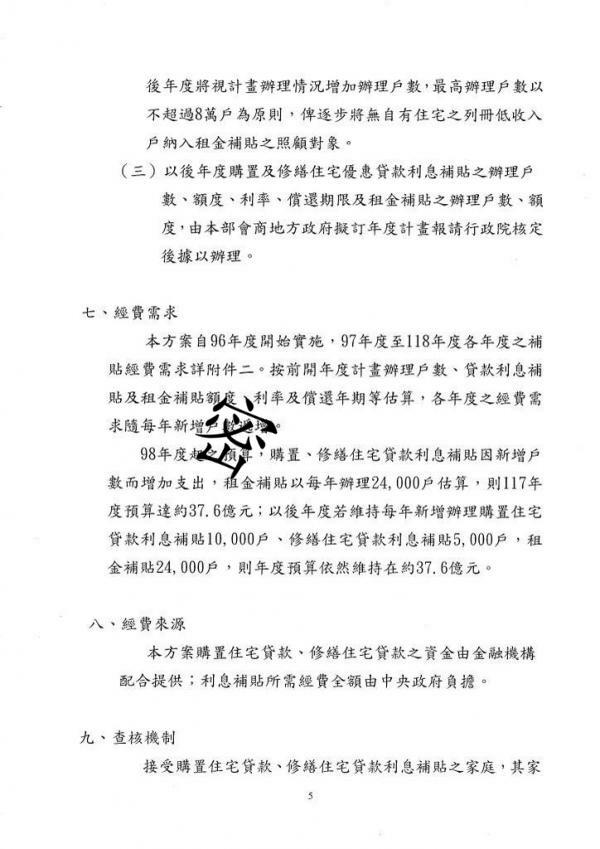 後年度將視計畫辦理情況增加辦理戶數，最高辦理戶數以
不超過8萬戶為原則，俾逐步將無自有住宅之列冊低收入
戶納入租金補貼之照顧對象。
（三）以後年度購置及修繕住宅優惠貸款利息補貼之辦理戶
數、額度、利率、償還期限及租金補貼之辦理戶數、額
度，由本部會商地方政府擬訂年度計畫報請行政院核定
後據以辦理。
七、經費需求
本方案自96年度開始實施，97年度至118年度各年度之補
貼經費需求詳附件二。按前開年度計畫辦理戶數、貸款利息補
貼及租金補貼額度、利率及償還年期等估算，各年度之經費需
求隨每年新增戶數遞增。
密
98年度起之預算，購置、修繕住宅貸款利息補貼因新增戶
數而增加支出，租金補貼以每年辦理24,000戶估算，則117年
度預算達約37.6億元；以後年度若維持每年新增辦理購置住宅
貸款利息補貼10,000戶、修繕住宅貸款利息補貼5,000戶，租
金補貼24,000戶，則年度預算依然維持在約37.6億元。
八、經費來源
本方案購置住宅貸款、修繕住宅貸款之資金由金融機構
配合提供；利息補貼所需經費全額由中央政府負擔。
九、查核機制
接受購置住宅貸款、修繕住宅貸款利息補貼之家庭，其家
5